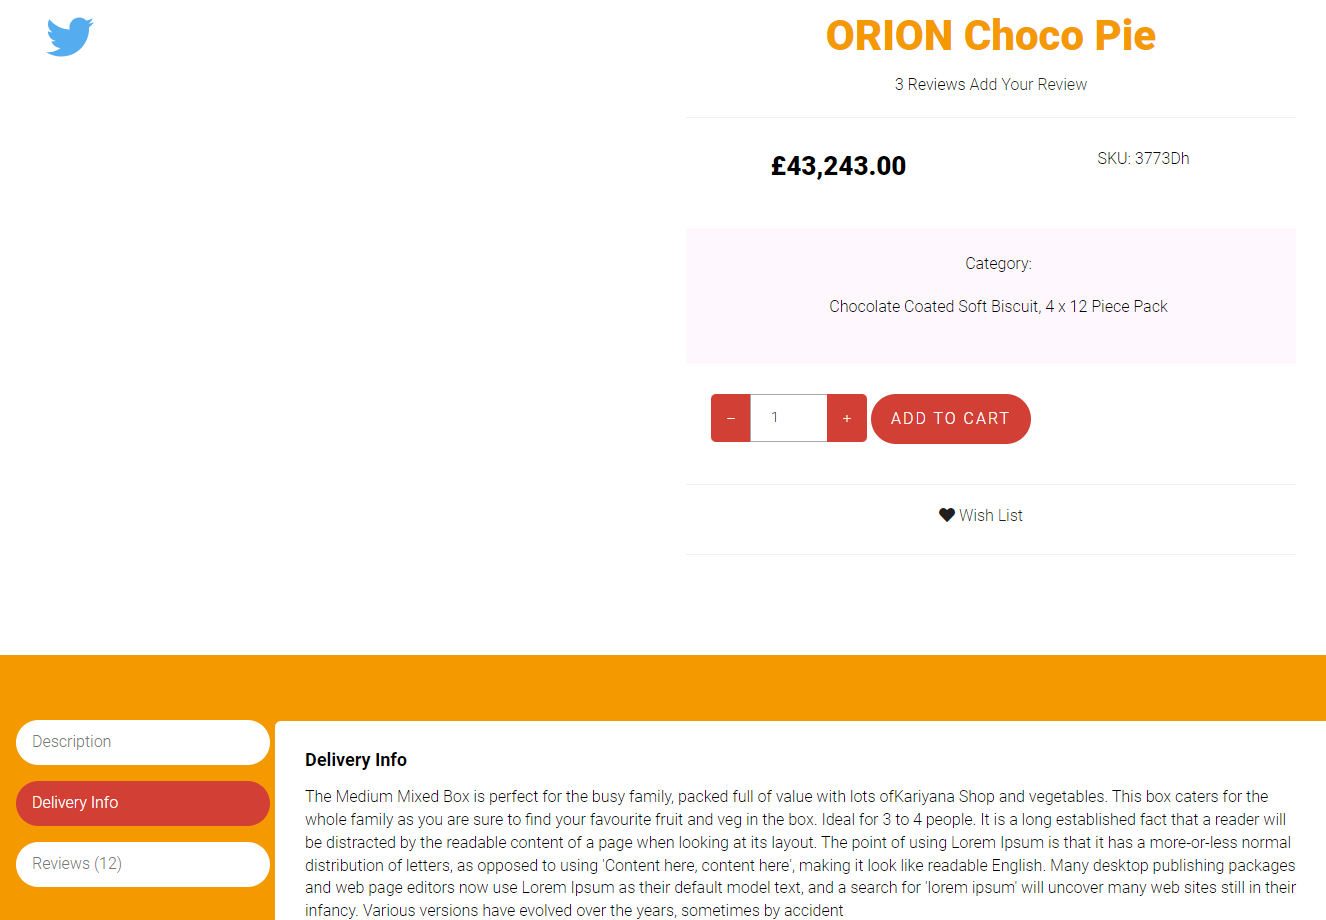 ORION Choco Pie
3 Reviews Add Your Review
£43,243.00
SKU: 3773Dh
Category:
Chocolate Coated Soft Biscuit, 4 x 12 Piece Pack
− 1 + ADD TO CART
Wish List
Description
Delivery Info
Reviews (12)
Delivery Info
The Medium Mixed Box is perfect for the busy family, packed full of value with lots ofKariyana Shop and vegetables. This box caters for the
whole family as you are sure to find your favourite fruit and veg in the box. Ideal for 3 to 4 people. It is a long established fact that a reader will
be distracted by the readable content of a page when looking at its layout. The point of using Lorem Ipsum is that it has a more-or-less normal
distribution of letters, as opposed to using 'Content here, content here', making it look like readable English. Many desktop publishing packages
and web page editors now use Lorem Ipsum as their default model text, and a search for 'lorem ipsum' will uncover many web sites still in their
infancy. Various versions have evolved over the years, sometimes by accident